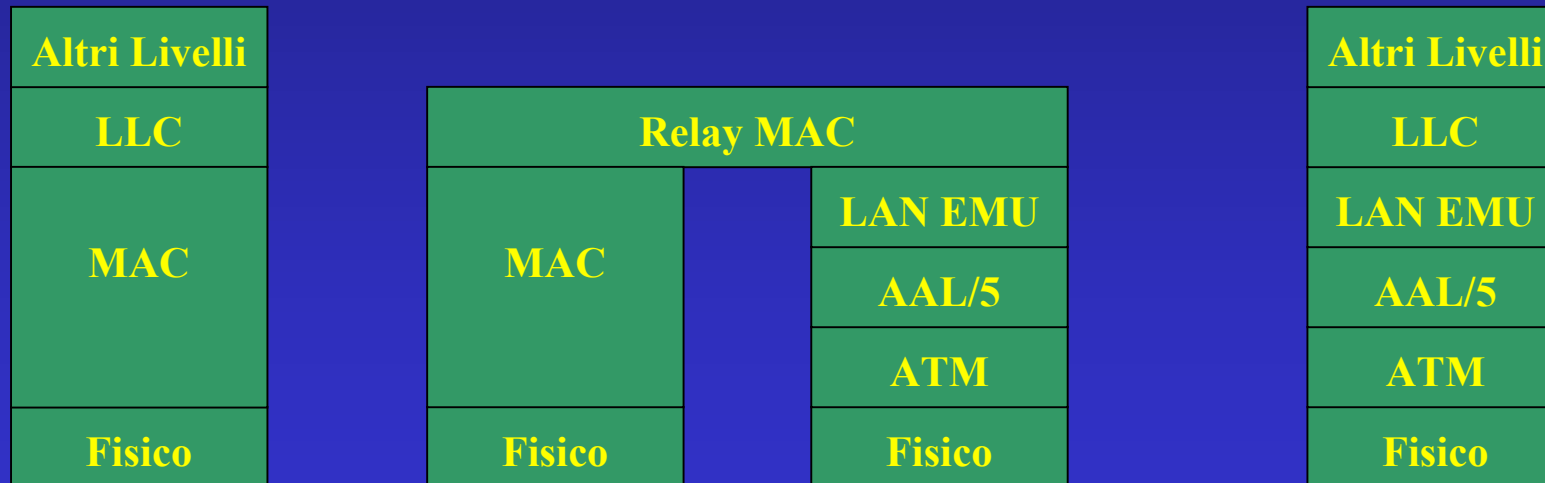 Altri Livelli
LLC
MAC
Fisico
Relay MAC
MAC
Fisico
LAN EMU
AAL/5
ATM
Fisico
Altri Livelli
LLC
LAN EMU
AAL/5
ATM
Fisico